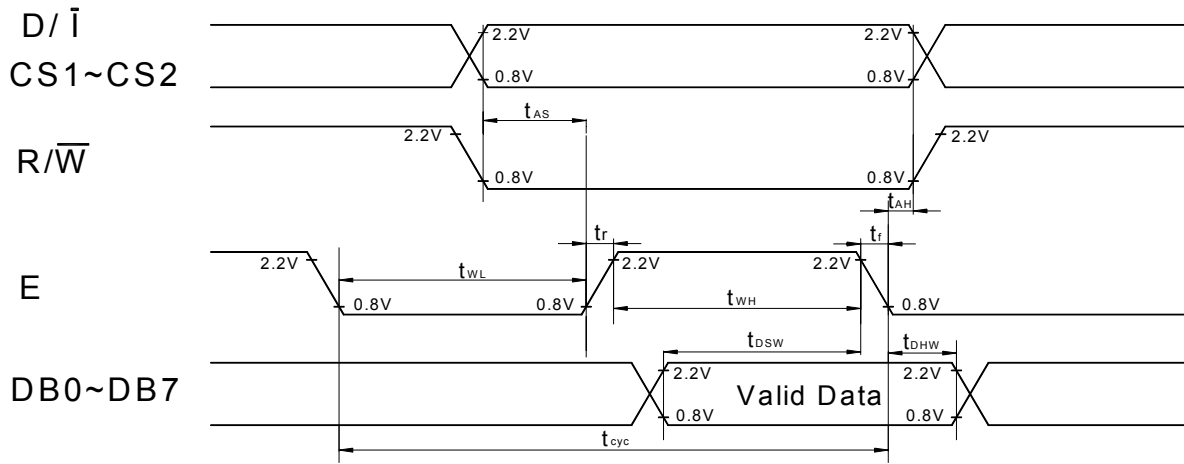 D/ Ī
2.2V 2.2V
CS1~CS2
0.8V 0.8V
tAS
2.2V 2.2V
R/W̅
0.8V 0.8V
tAH
tr tf
2.2V 2.2V 2.2V
tWL
E
0.8V 0.8V 0.8V
tWH
tDSW tDHW
2.2V 2.2V
DB0~DB7 Valid Data
0.8V 0.8V
tcyc